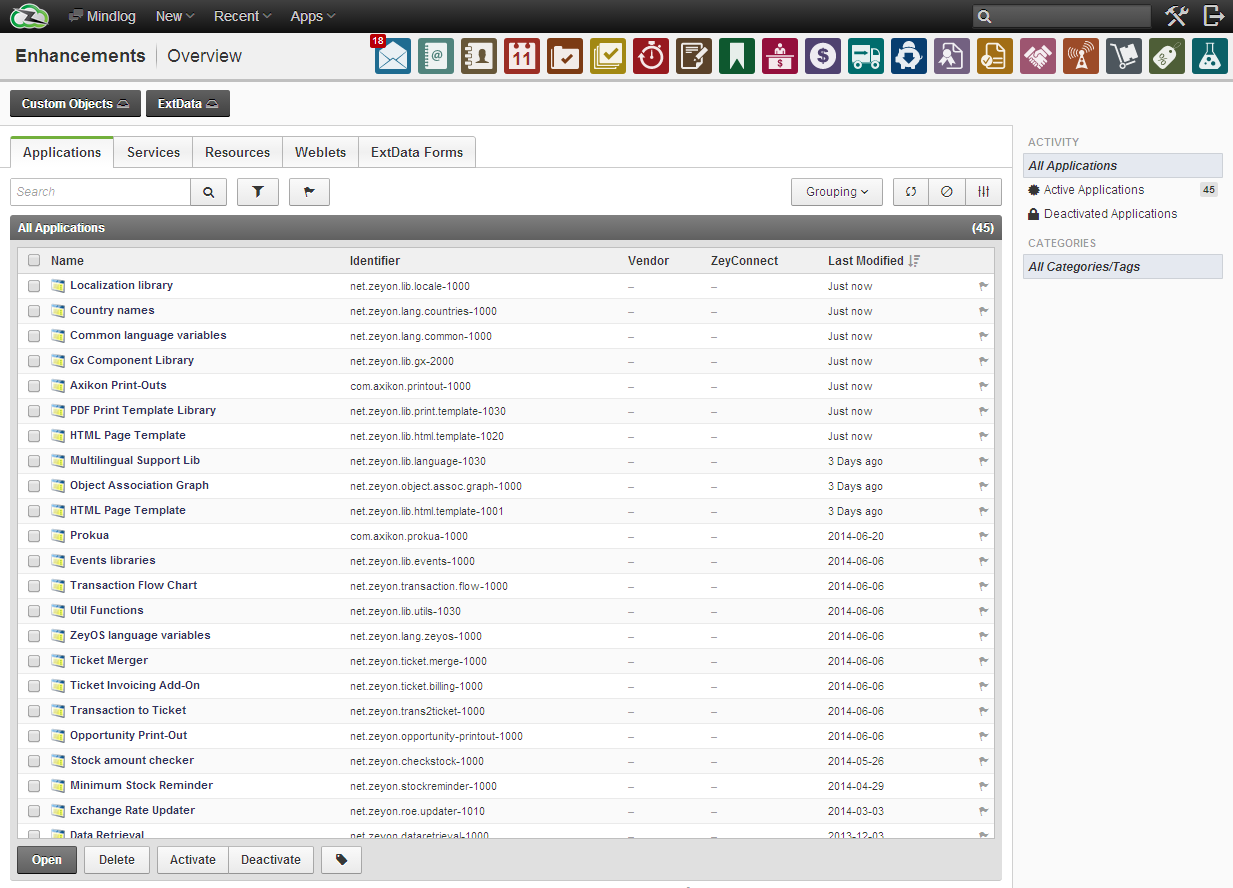 Mindlog New Recent Apps
18
Enhancements Overview
11
Custom Objects ExtData
Applications Services Resources Weblets ExtData Forms
Search Grouping
All Applications (45)
Name Identifier Vendor ZeyConnect Last Modified
Localization library net.zeyon.lib.locale-1000 – – Just now
Country names net.zeyon.lang.countries-1000 – – Just now
Common language variables net.zeyon.lang.common-1000 – – Just now
Gx Component Library net.zeyon.lib.gx-2000 – – Just now
Axikon Print-Outs com.axikon.printout-1000 – – Just now
PDF Print Template Library net.zeyon.lib.print.template-1030 – – Just now
HTML Page Template net.zeyon.lib.html.template-1020 – – Just now
Multilingual Support Lib net.zeyon.lib.language-1030 – – 3 Days ago
Object Association Graph net.zeyon.object.assoc.graph-1000 – – 3 Days ago
HTML Page Template net.zeyon.lib.html.template-1001 – – 3 Days ago
Prokua com.axikon.prokua-1000 – – 2014-06-20
Events libraries net.zeyon.lib.events-1000 – – 2014-06-06
Transaction Flow Chart net.zeyon.transaction.flow-1000 – – 2014-06-06
Util Functions net.zeyon.lib.utils-1030 – – 2014-06-06
ZeyOS language variables net.zeyon.lang.zeyos-1000 – – 2014-06-06
Ticket Merger net.zeyon.ticket.merge-1000 – – 2014-06-06
Ticket Invoicing Add-On net.zeyon.ticket.billing-1000 – – 2014-06-06
Transaction to Ticket net.zeyon.trans2ticket-1000 – – 2014-06-06
Opportunity Print-Out net.zeyon.opportunity-printout-1000 – – 2014-06-06
Stock amount checker net.zeyon.checkstock-1000 – – 2014-05-26
Minimum Stock Reminder net.zeyon.stockreminder-1000 – – 2014-04-29
Exchange Rate Updater net.zeyon.roe.updater-1010 – – 2014-03-03
Data Retrieval net.zeyon.dataretrieval-1000 – – 2013-12-03
Open Delete Activate Deactivate
ACTIVITY
All Applications
Active Applications 45
Deactivated Applications
CATEGORIES
All Categories/Tags